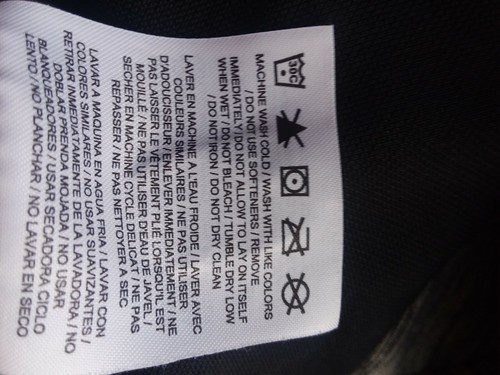 30C
MACHINE WASH COLD / WASH WITH LIKE COLORS
/ DO NOT USE SOFTENERS / REMOVE
IMMEDIATELY / DO NOT ALLOW TO LAY ON ITSELF
WHEN WET / DO NOT BLEACH / TUMBLE DRY LOW
/ DO NOT IRON / DO NOT DRY CLEAN
LAVER EN MACHINE A L'EAU FROIDE / LAVER AVEC
COULEURS SIMILAIRES / NE PAS UTILISER
D'ADOUCISEUR / ENLEVER IMMEDIATEMENT / NE
PAS LAISSER LE VÊTEMENT PLIÉ LORSQU'IL EST
MOUILLÉ / NE PAS UTILISER D'EAU DE JAVEL /
SECHER EN MACHINE CYCLE DELICAT / NE PAS
REPASSER / NE PAS NETTOYER A SEC
LAVAR A MAQUINA EN AGUA FRIA / LAVAR CON
COLORES SIMILARES / NO USAR SUAVIZANTES /
RETIRAR INMEDIATAMENTE DE LA LAVADORA / NO
DOBLAR PRENDA MOJADA / NO USAR
BLANQUEADORES / USAR SECADORA CICLO
LENTO / NO PLANCHAR / NO LAVAR EN SECO